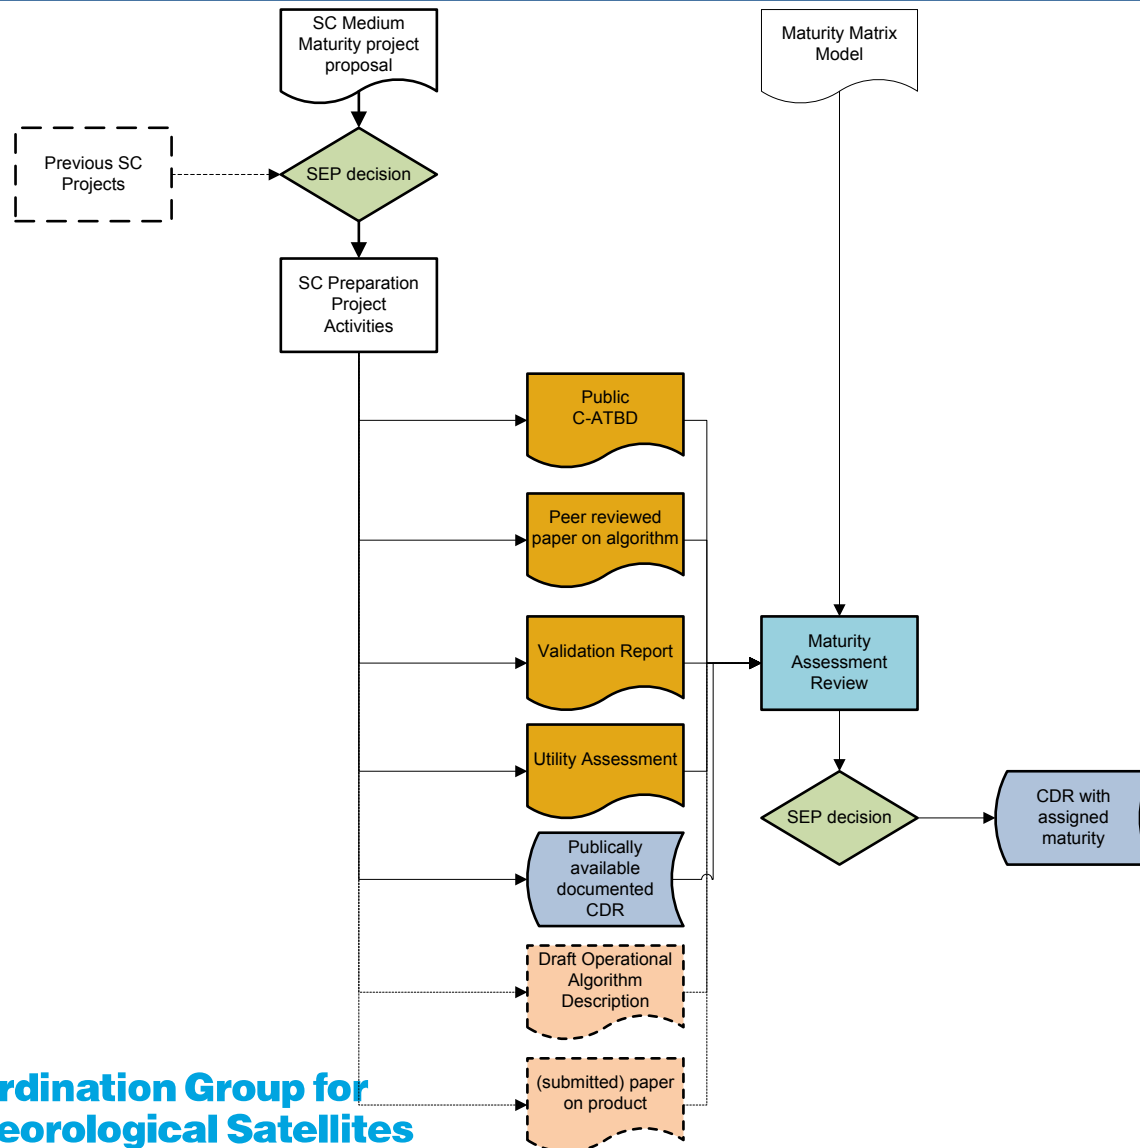 SC Medium
Maturity project
proposal
Maturity Matrix
Model
Previous SC
Projects
SEP decision
SC Preparation
Project
Activities
Public
C-ATBD
Peer reviewed
paper on algorithm
Validation Report
Maturity
Assessment
Review
Utility Assessment
SEP decision
CDR with
assigned
maturity
Publically
available
documented
CDR
Draft Operational
Algorithm
Description
(submitted) paper
on product
rdination Group for
eorological Satellites